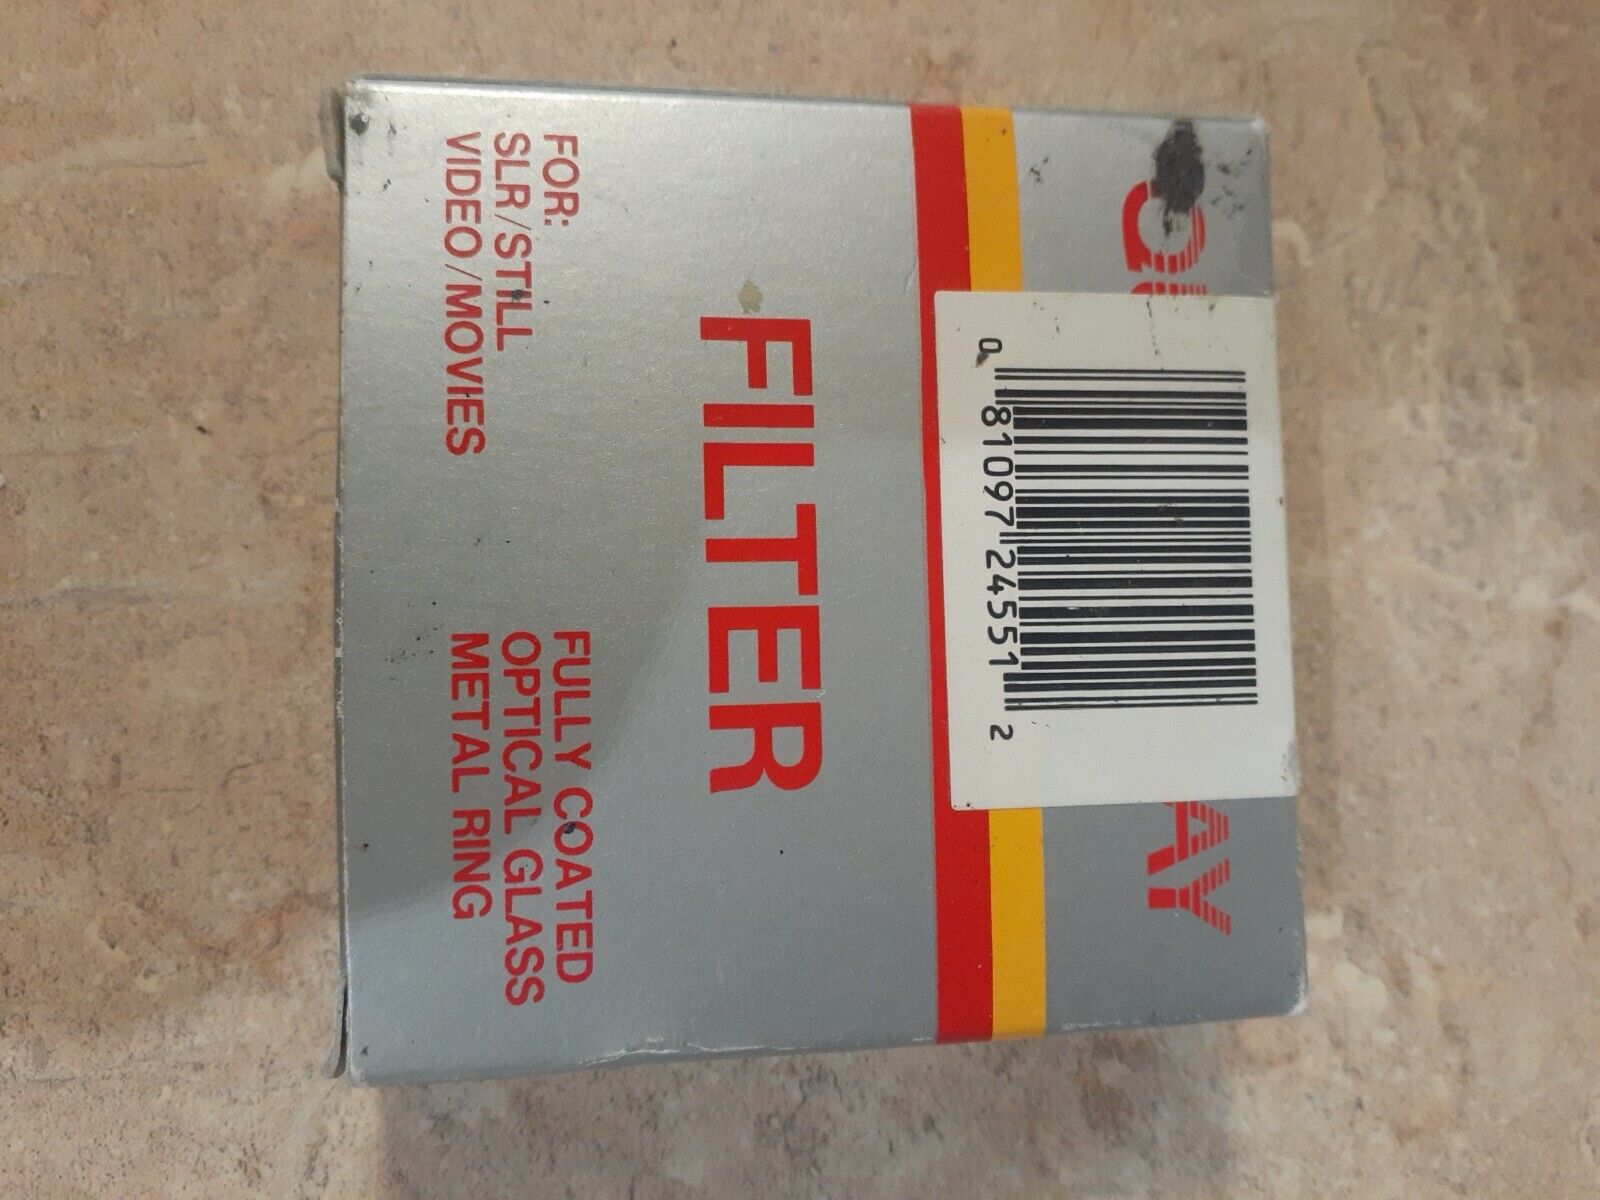 FILTER
FOR:
SLR/STILL
VIDEO/MOVIES
FULLY COATED
OPTICAL GLASS
METAL RING
0 81097 24551 2